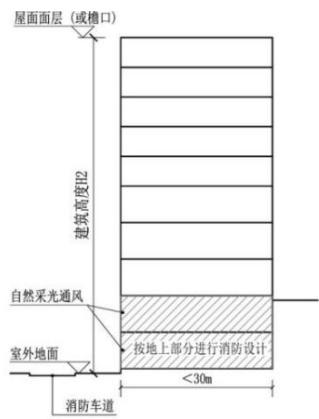 屋面面层(或檐口)
建筑高度H2
自然采光通风
按地上部分进行消防设计
室外地面
<30m
消防车道